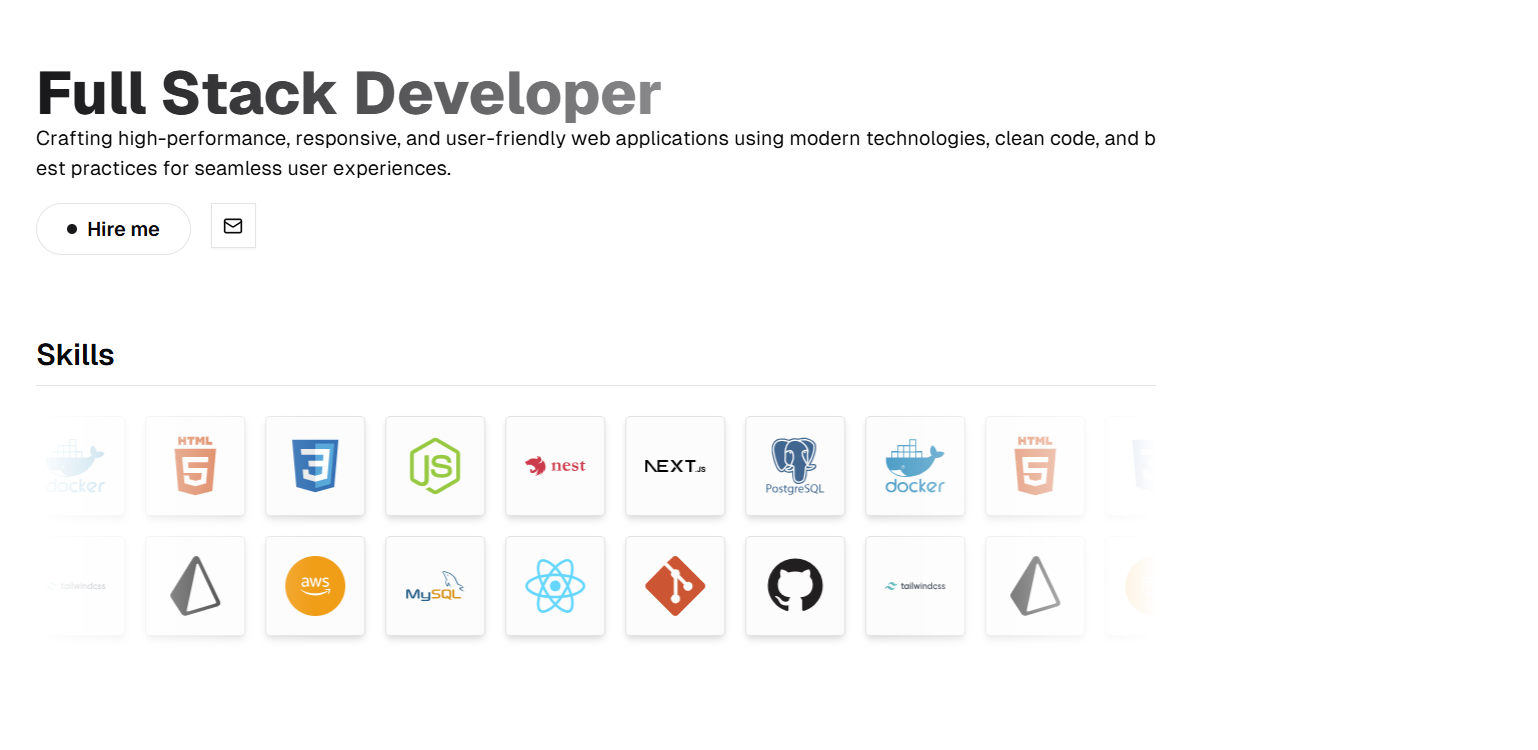 Full Stack Developer
Crafting high-performance, responsive, and user-friendly web applications using modern technologies, clean code, and b
est practices for seamless user experiences.
Hire me
Skills
docker
HTML
5
3
JS
nest
NEXT.JS
PostgreSQL
docker
HTML
5
3
tailwindcss
aws
MySQL
tailwindcss